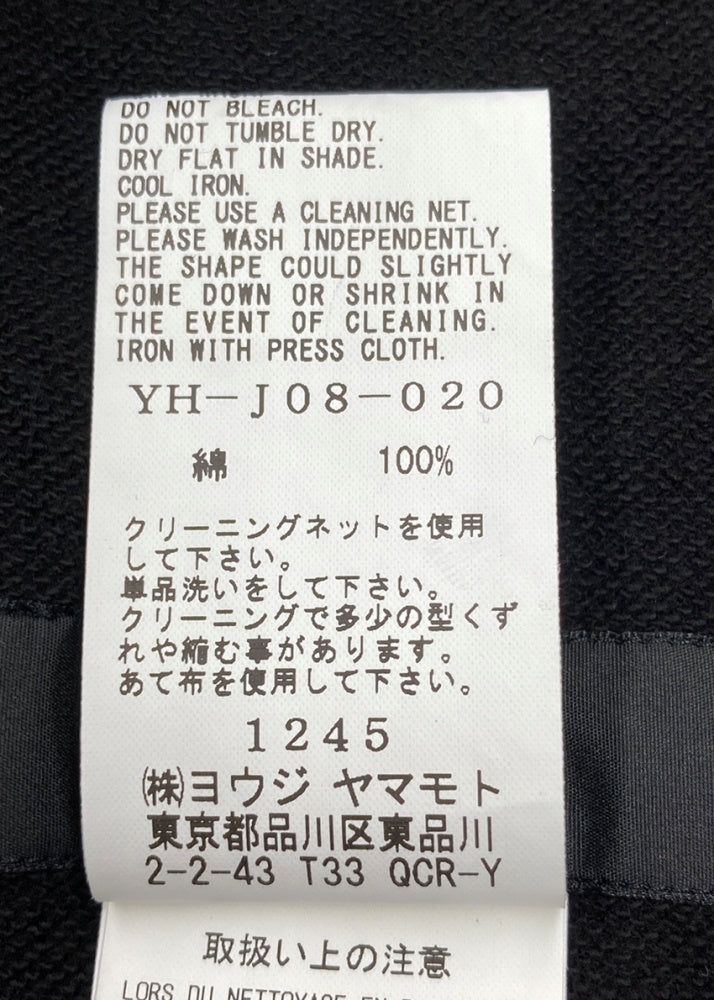 DO NOT BLEACH.
DO NOT TUMBLE DRY.
DRY FLAT IN SHADE.
COOL IRON.
PLEASE USE A CLEANING NET.
PLEASE WASH INDEPENDENTLY.
THE SHAPE COULD SLIGHTLY
COME DOWN OR SHRINK IN
THE EVENT OF CLEANING.
IRON WITH PRESS CLOTH.
YH-J08-020
綿 100%
クリーニングネットを使用
して下さい。
単品洗いをして下さい。
クリーニングで多少の型くず
れや縮む事があります。
あて布を使用して下さい。
1245
㈱ヨウジ ヤマモト
東京都品川区東品川
2-2-43 T33 QCR-Y
取扱い上の注意
LORS DU NETTOYAGE EN